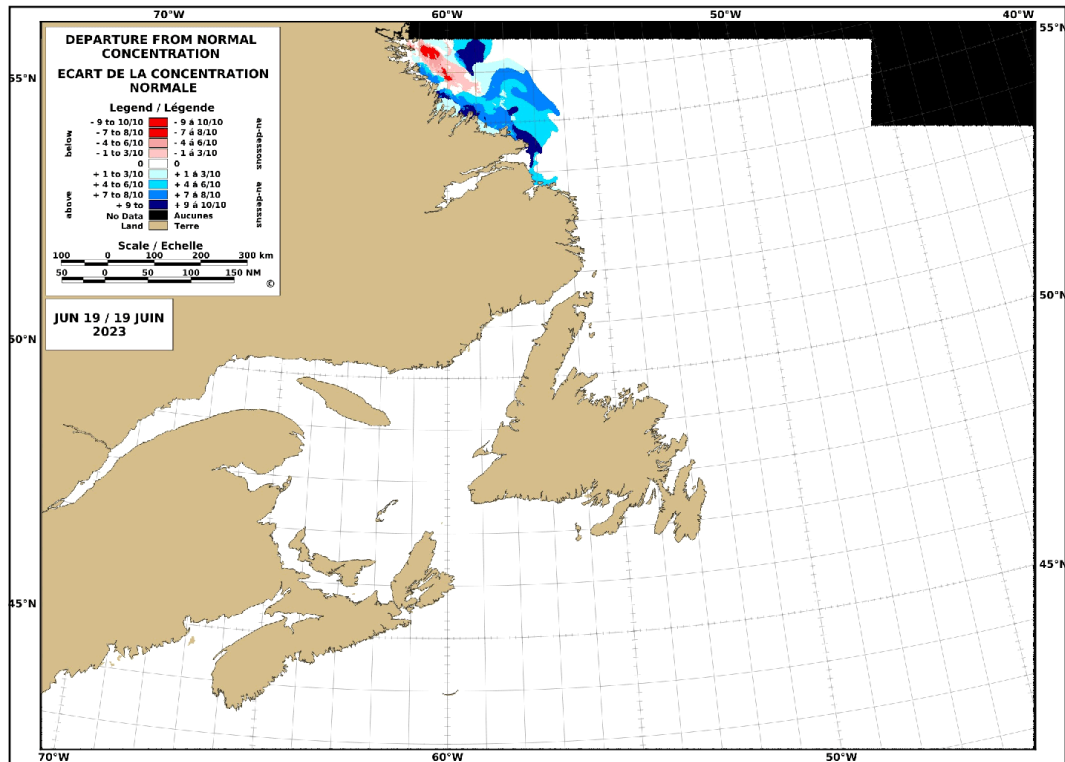 70°W 60°W 50°W 40°W
DEPARTURE FROM NORMAL
CONCENTRATION
ECART DE LA CONCENTRATION
NORMALE
Legend / Légende
below
- 9 to 10/10 - 9 á 10/10
- 7 to 8/10 - 7 á 8/10
- 4 to 6/10 - 4 á 6/10
- 1 to 3/10 - 1 á 3/10
au-dessous
0 0
above
+ 1 to 3/10 + 1 á 3/10
+ 4 to 6/10 + 4 á 6/10
+ 7 to 8/10 + 7 á 8/10
+ 9 to + 9 á 10/10
au-dessus
No Data Aucunes
Land Terre
Scale / Echelle
100 0 100 200 300 km
50 0 50 100 150 NM
©
JUN 19 / 19 JUIN
2023
55°N
55°N
50°N
50°N
45°N
45°N
70°W 60°W 50°W